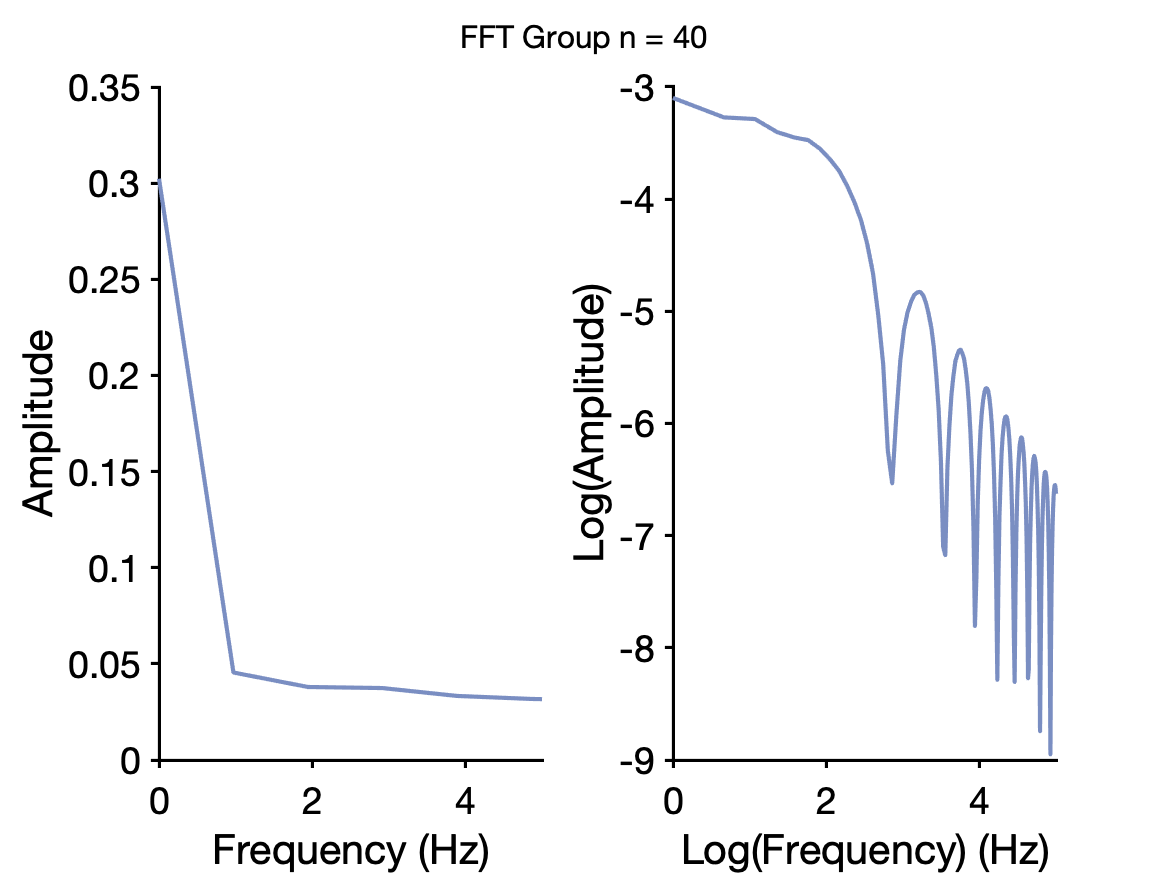 FFT Group n = 40
0.35
0.3
0.25
0.2
0.15
0.1
0.05
0
Amplitude
0 2 4
Frequency (Hz)
-3
-4
-5
-6
-7
-8
-9
Log(Amplitude)
0 2 4
Log(Frequency) (Hz)